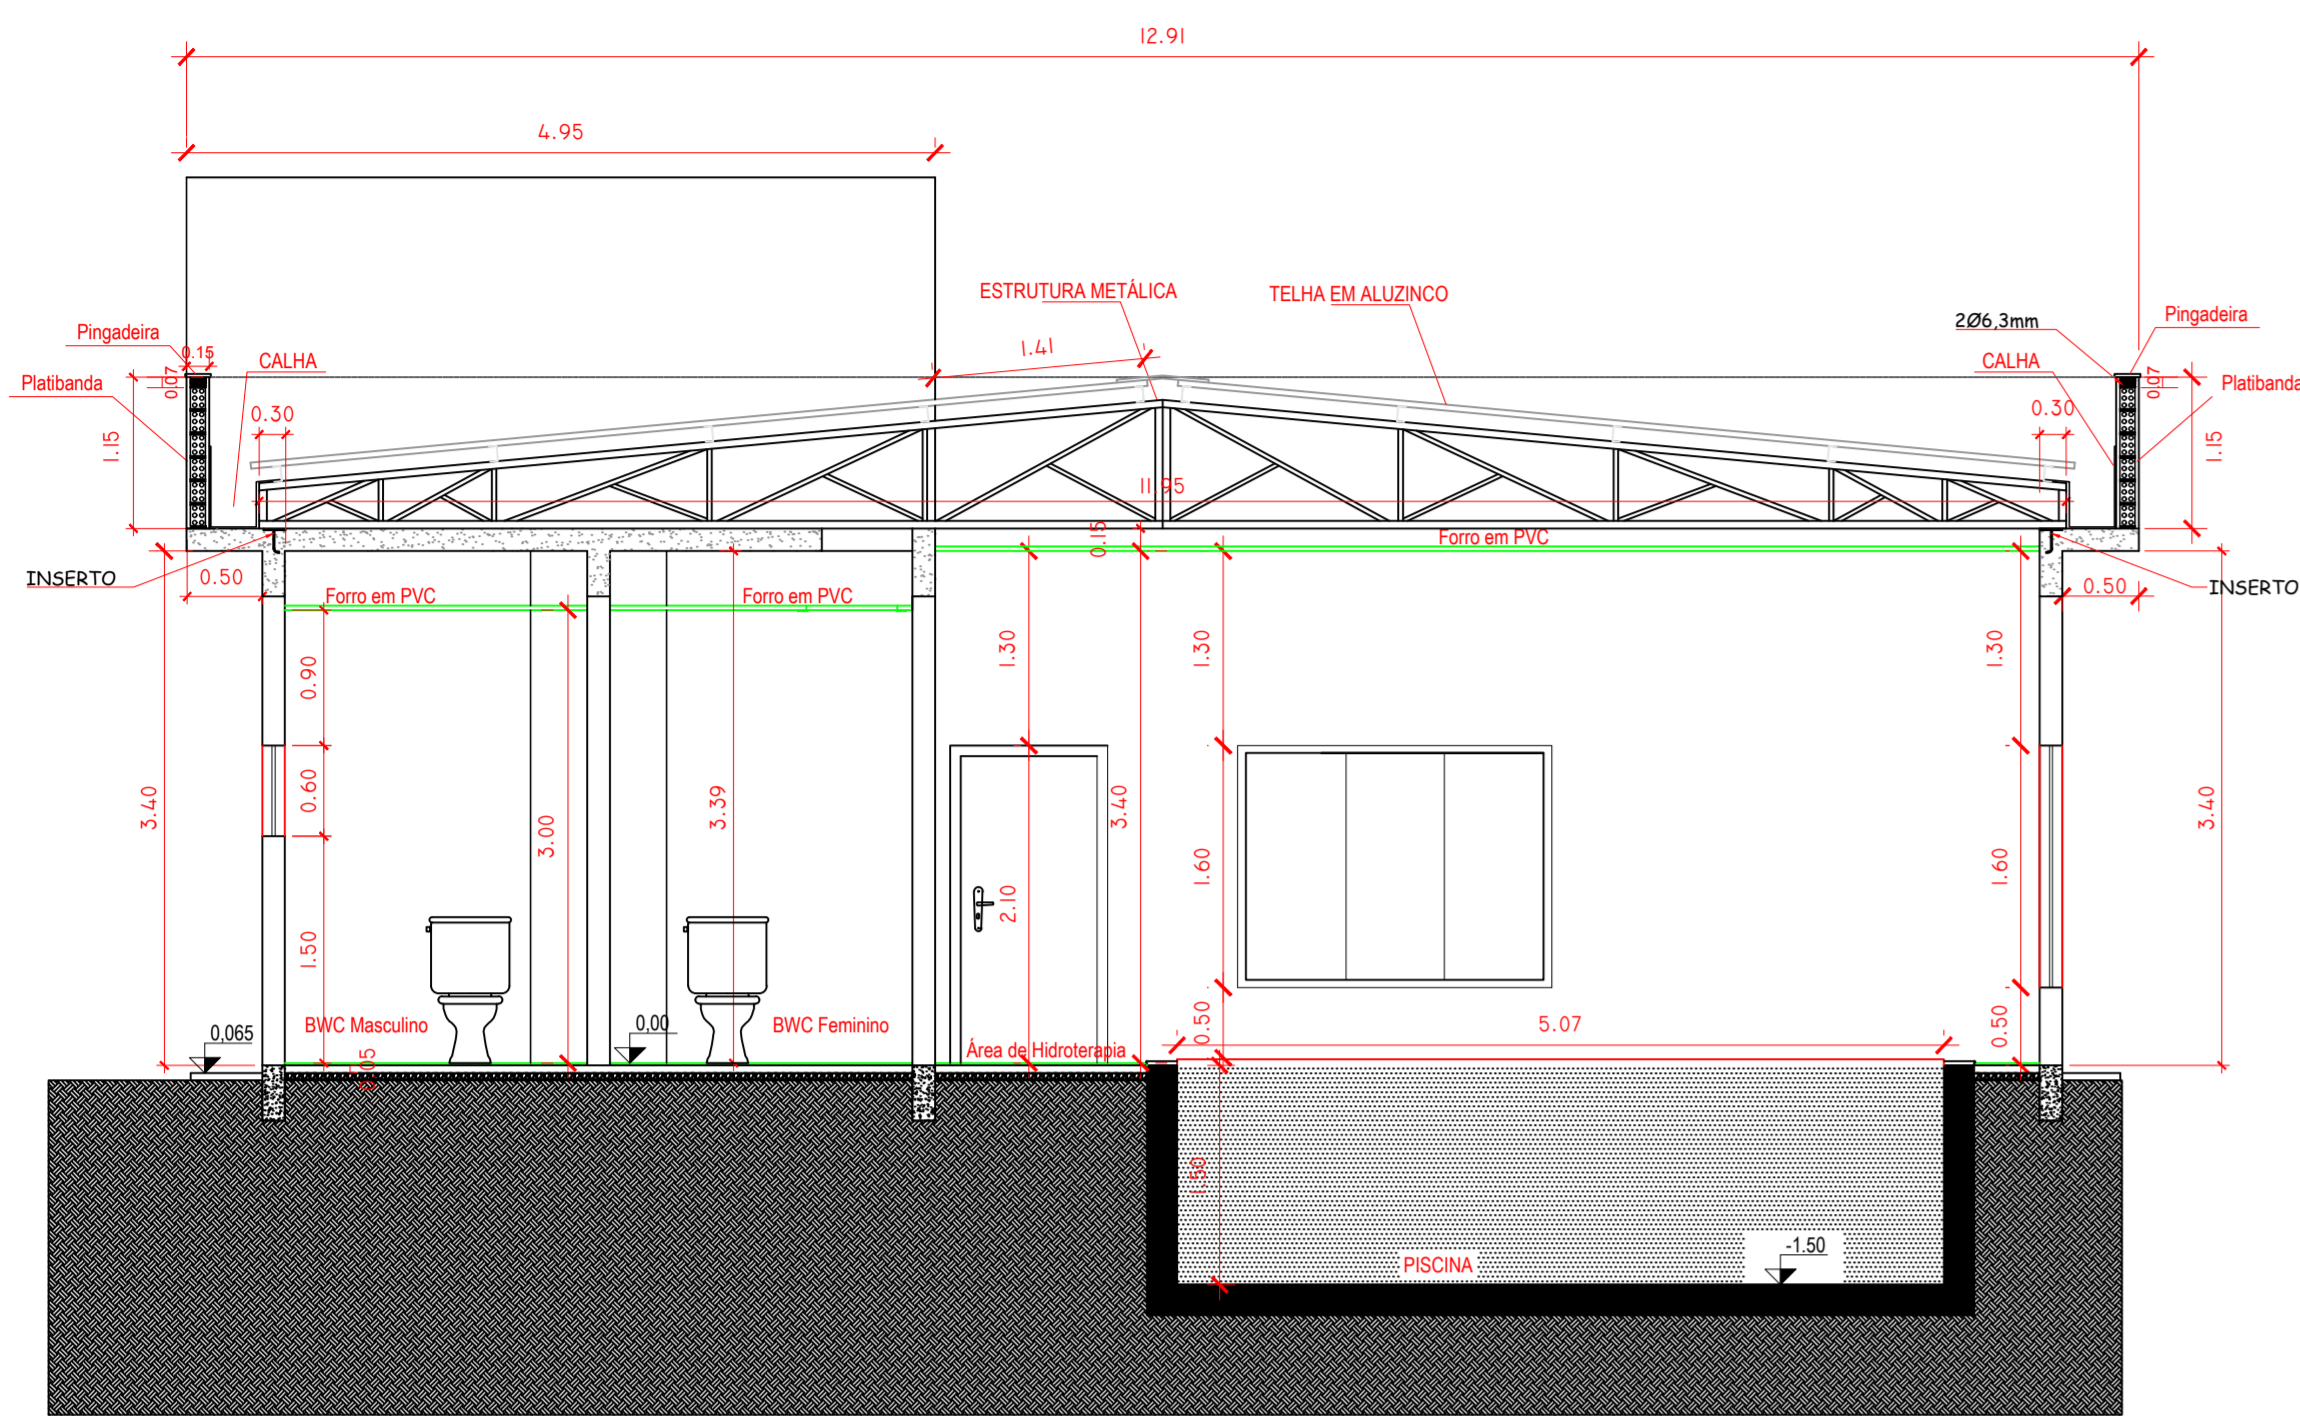 12.91
4.95
ESTRUTURA METÁLICA
TELHA EM ALUZINCO
2Ø6,3mm
Pingadeira
Pingadeira
1.41
0.15
CALHA
CALHA
Platibanda
0.07
0.07
Platibanda
0.30
0.30
1.15
1.15
11.95
0.15
Forro em PVC
INSERTO
0.50
0.50
INSERTO
Forro em PVC
Forro em PVC
0.90
1.30
1.30
1.30
3.40
0.60
3.00
3.39
3.40
3.40
1.60
1.60
2.10
1.50
0,065
BWC Masculino
0,00
BWC Feminino
Área de Hidroterapia
0.50
5.07
0.50
0.05
1.50
PISCINA
-1.50